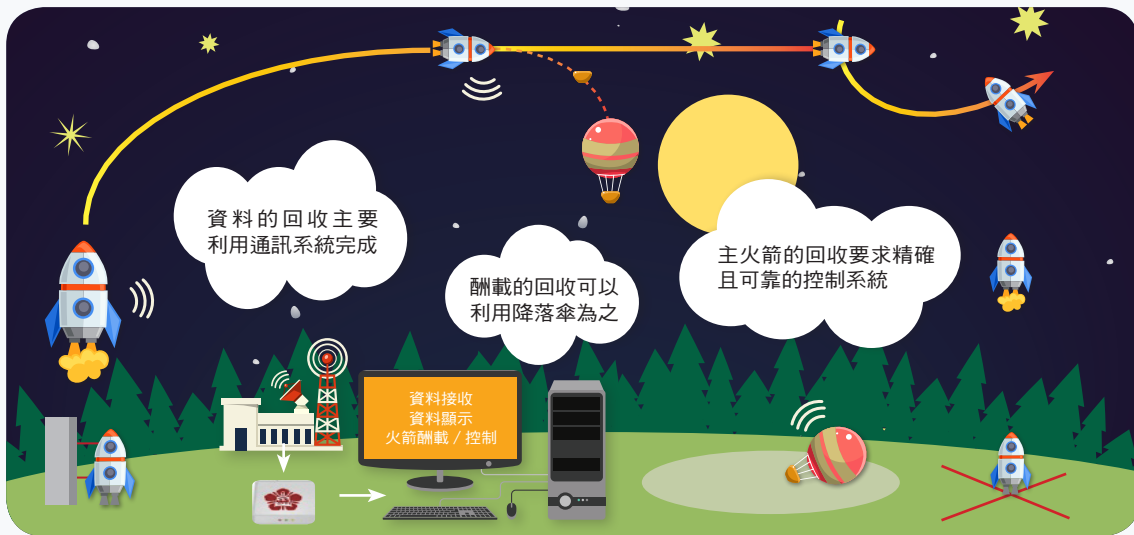 資料的回收主要
利用通訊系統完成
酬載的回收可以
利用降落傘為之
主火箭的回收要求精確
且可靠的控制系統
資料接收
資料顯示
火箭酬載 / 控制